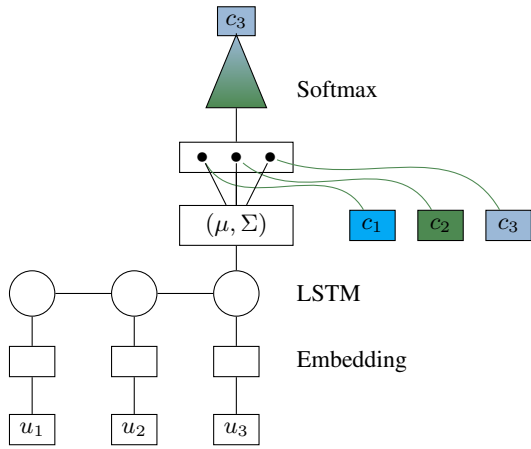 c₃
Softmax
(μ, Σ)
c₁ c₂ c₃
LSTM
Embedding
u₁ u₂ u₃